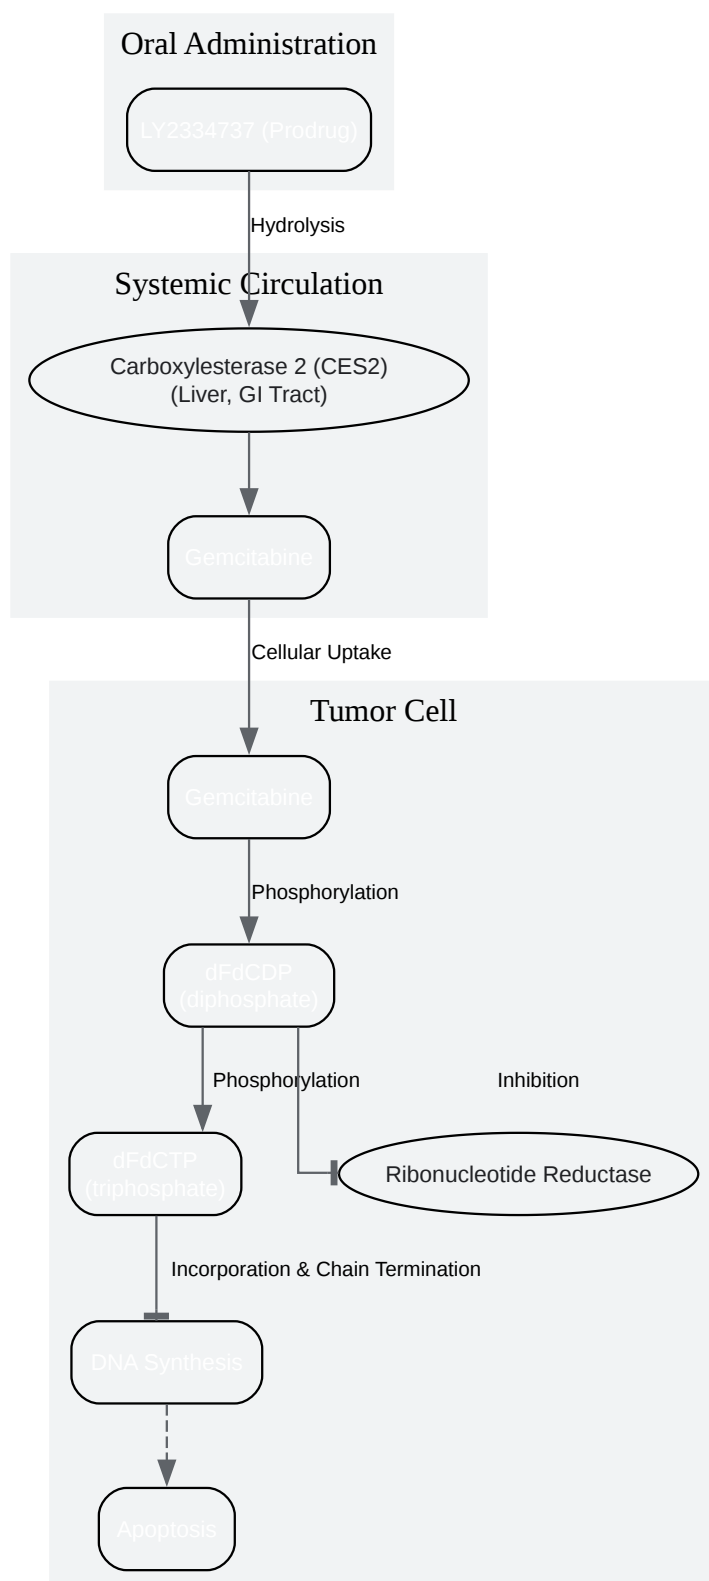 Oral Administration
LY2334737 (Prodrug)
Hydrolysis
Systemic Circulation
Carboxylesterase 2 (CES2)
(Liver, GI Tract)
Gemcitabine
Cellular Uptake
Tumor Cell
Gemcitabine
Phosphorylation
dFdCDP
(diphosphate)
Phosphorylation
Inhibition
dFdCTP
(triphosphate)
Ribonucleotide Reductase
Incorporation & Chain Termination
DNA Synthesis
Apoptosis